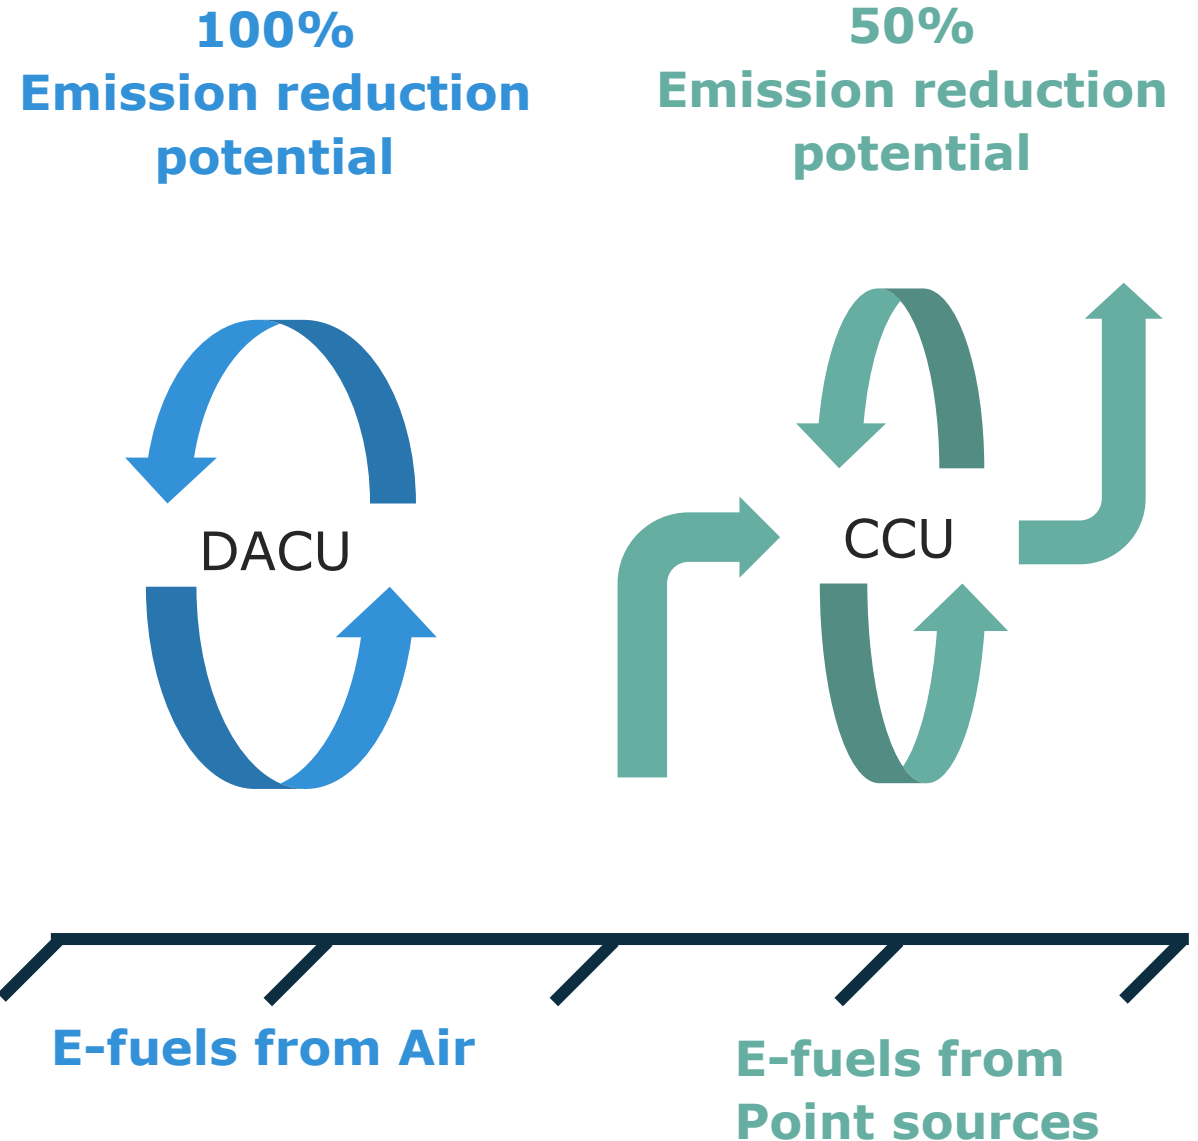 100%
Emission reduction
potential
50%
Emission reduction
potential
DACU
CCU
E-fuels from Air
E-fuels from
Point sources